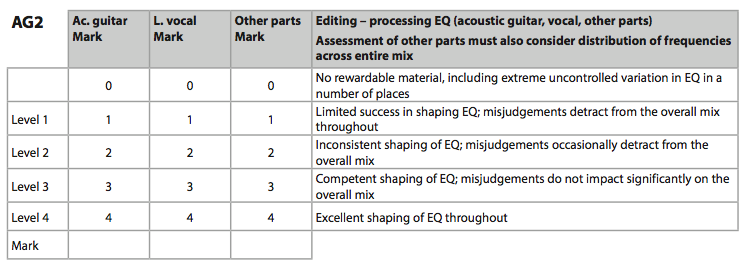 AG2 Ac. guitar Mark L. vocal Mark Other parts Mark Editing – processing EQ (acoustic guitar, vocal, other parts)
Assessment of other parts must also consider distribution of frequencies across entire mix
0 0 0 No rewardable material, including extreme uncontrolled variation in EQ in a number of places
Level 1 1 1 1 Limited success in shaping EQ; misjudgements detract from the overall mix throughout
Level 2 2 2 2 Inconsistent shaping of EQ; misjudgements occasionally detract from the overall mix
Level 3 3 3 3 Competent shaping of EQ; misjudgements do not impact significantly on the overall mix
Level 4 4 4 4 Excellent shaping of EQ throughout
Mark